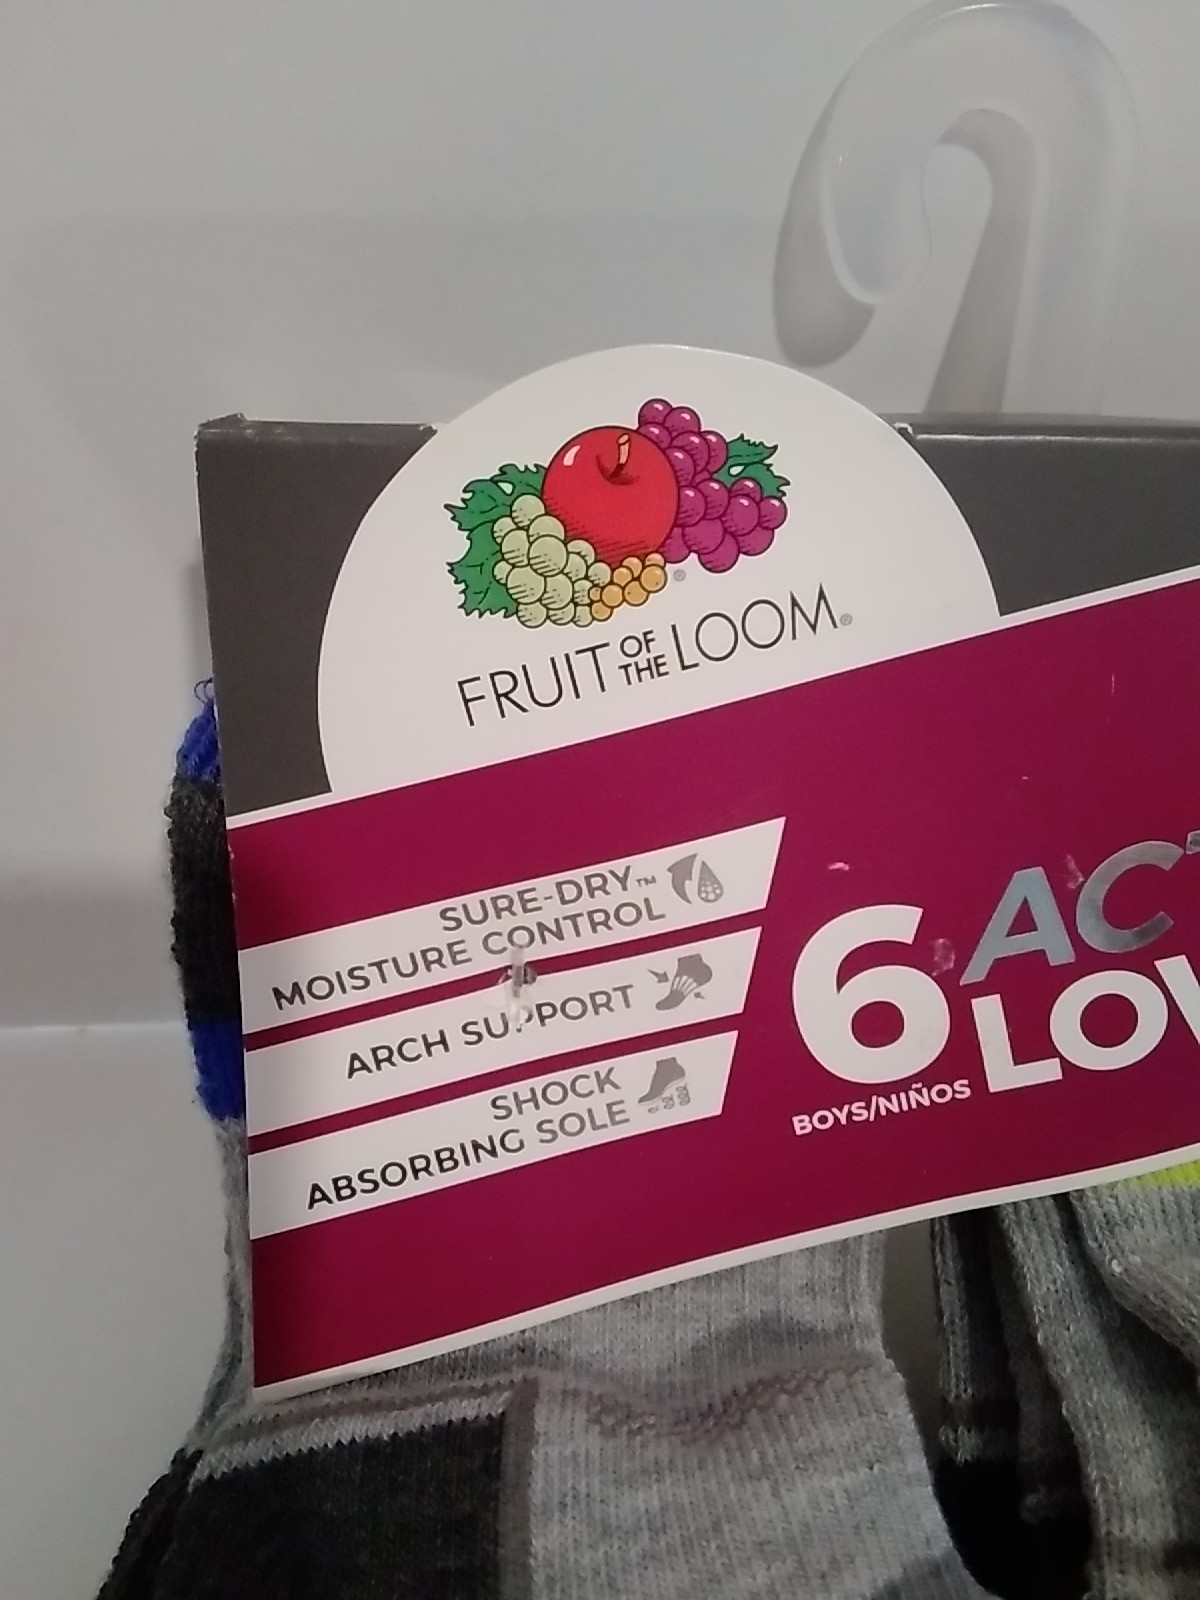 FRUIT OF THE LOOM®
SURE-DRY™
MOISTURE CONTROL
ARCH SUPPORT
SHOCK
ABSORBING SOLE
6
BOYS/NIÑOS